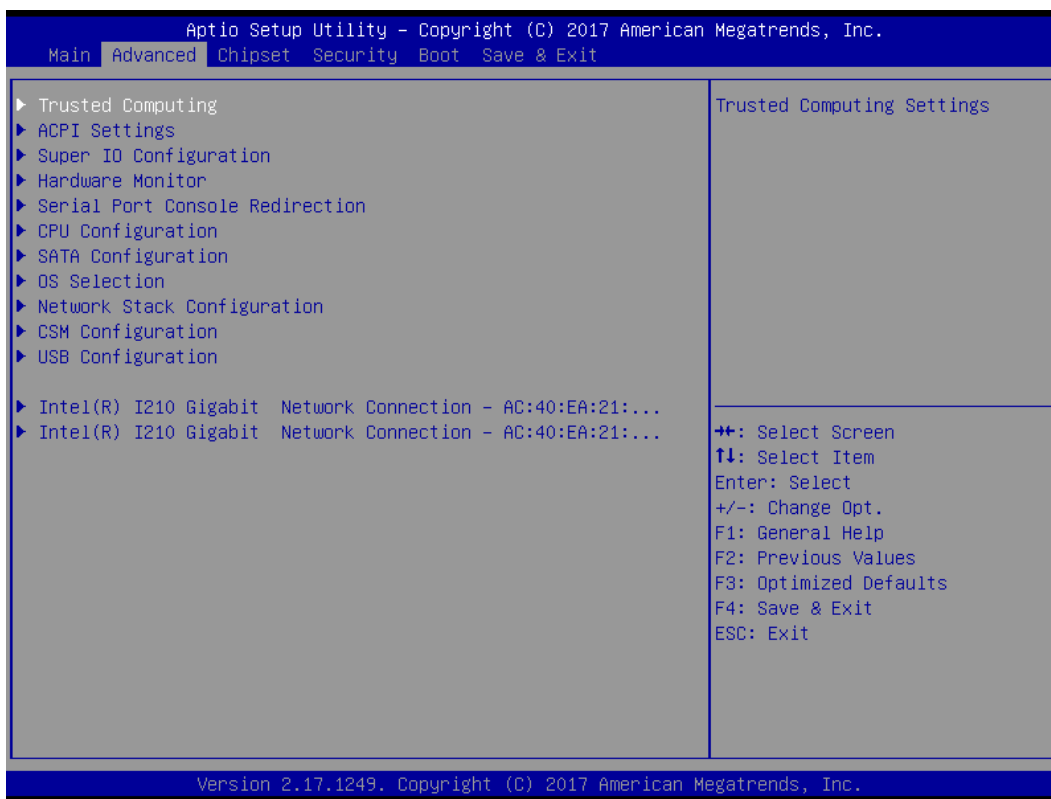 Aptio Setup Utility – Copyright (C) 2017 American Megatrends, Inc.
Main Advanced Chipset Security Boot Save & Exit
▶ Trusted Computing
▶ ACPI Settings
▶ Super IO Configuration
▶ Hardware Monitor
▶ Serial Port Console Redirection
▶ CPU Configuration
▶ SATA Configuration
▶ OS Selection
▶ Network Stack Configuration
▶ CSM Configuration
▶ USB Configuration
▶ Intel(R) I210 Gigabit  Network Connection – AC:40:EA:21:...
▶ Intel(R) I210 Gigabit  Network Connection – AC:40:EA:21:...
Trusted Computing Settings
→←: Select Screen
↑↓: Select Item
Enter: Select
+/–: Change Opt.
F1: General Help
F2: Previous Values
F3: Optimized Defaults
F4: Save & Exit
ESC: Exit
Version 2.17.1249. Copyright (C) 2017 American Megatrends, Inc.